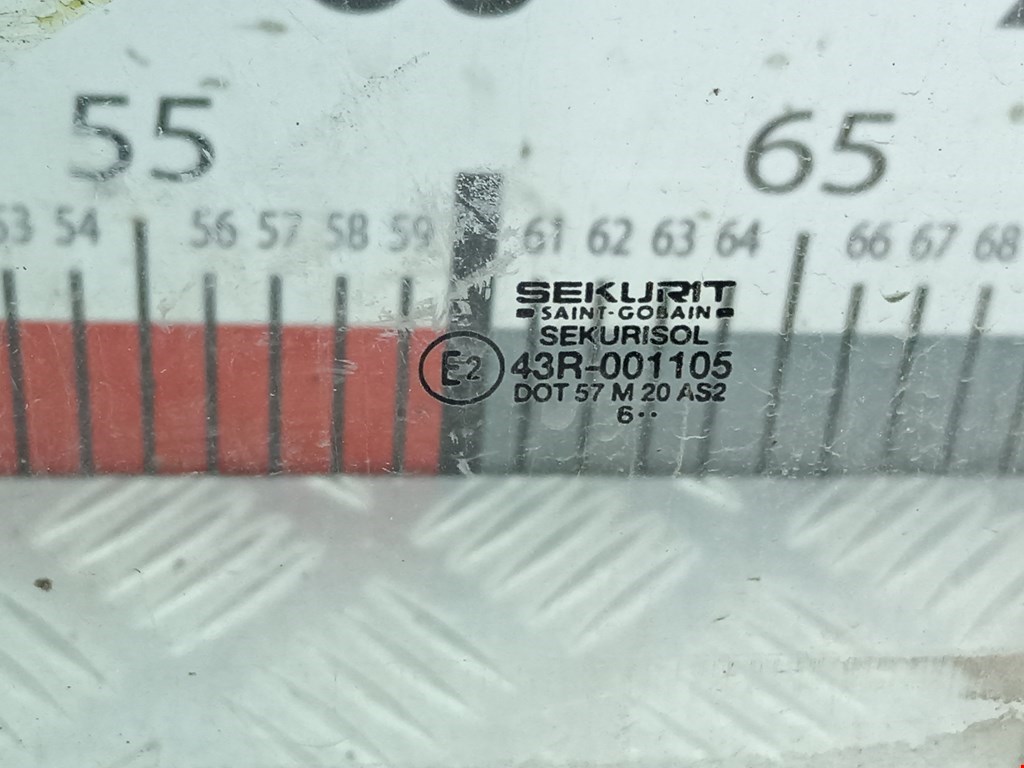 55 65
53 54 56 57 58 59 61 62 63 64 66 67 68
SEKURIT
SAINT-GOBAIN
SEKURISOL
E2 43R-001105
DOT 57 M 20 AS2
6··